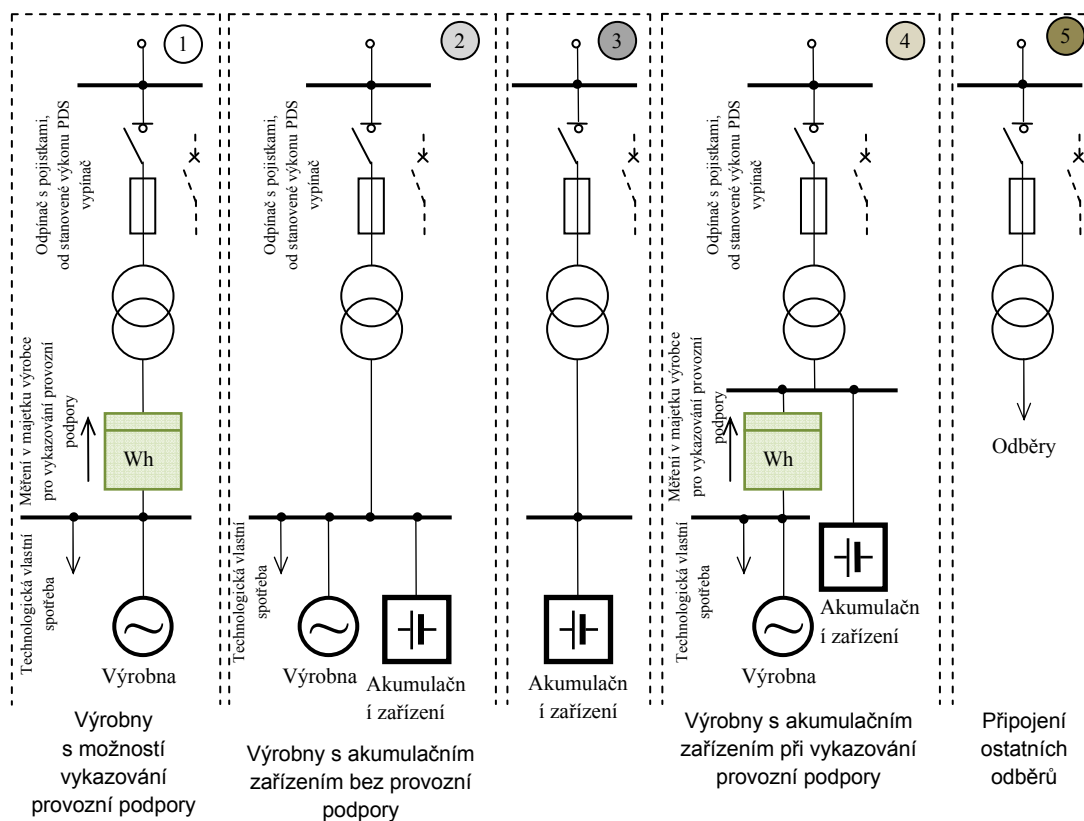 1
Odpínač s pojistkami,
od stanovené výkonu PDS
vypínač
Měření v majetku výrobce
pro vykazování provozní
podpory
Wh
Technologická vlastní
spotřeba
Výrobna
Výrobny
s možností
vykazování
provozní podpory
2
Odpínač s pojistkami,
od stanovené výkonu PDS
vypínač
Technologická vlastní
spotřeba
Výrobna
Akumulačn
í zařízení
Výrobny s akumulačním
zařízením bez provozní
podpory
3
Akumulačn
í zařízení
4
Odpínač s pojistkami,
od stanovené výkonu PDS
vypínač
Měření v majetku výrobce
pro vykazování provozní
podpory
Wh
Technologická vlastní
spotřeba
Výrobna
Akumulačn
í zařízení
Výrobny s akumulačním
zařízením při vykazování
provozní podpory
5
Odběry
Připojení
ostatních
odběrů